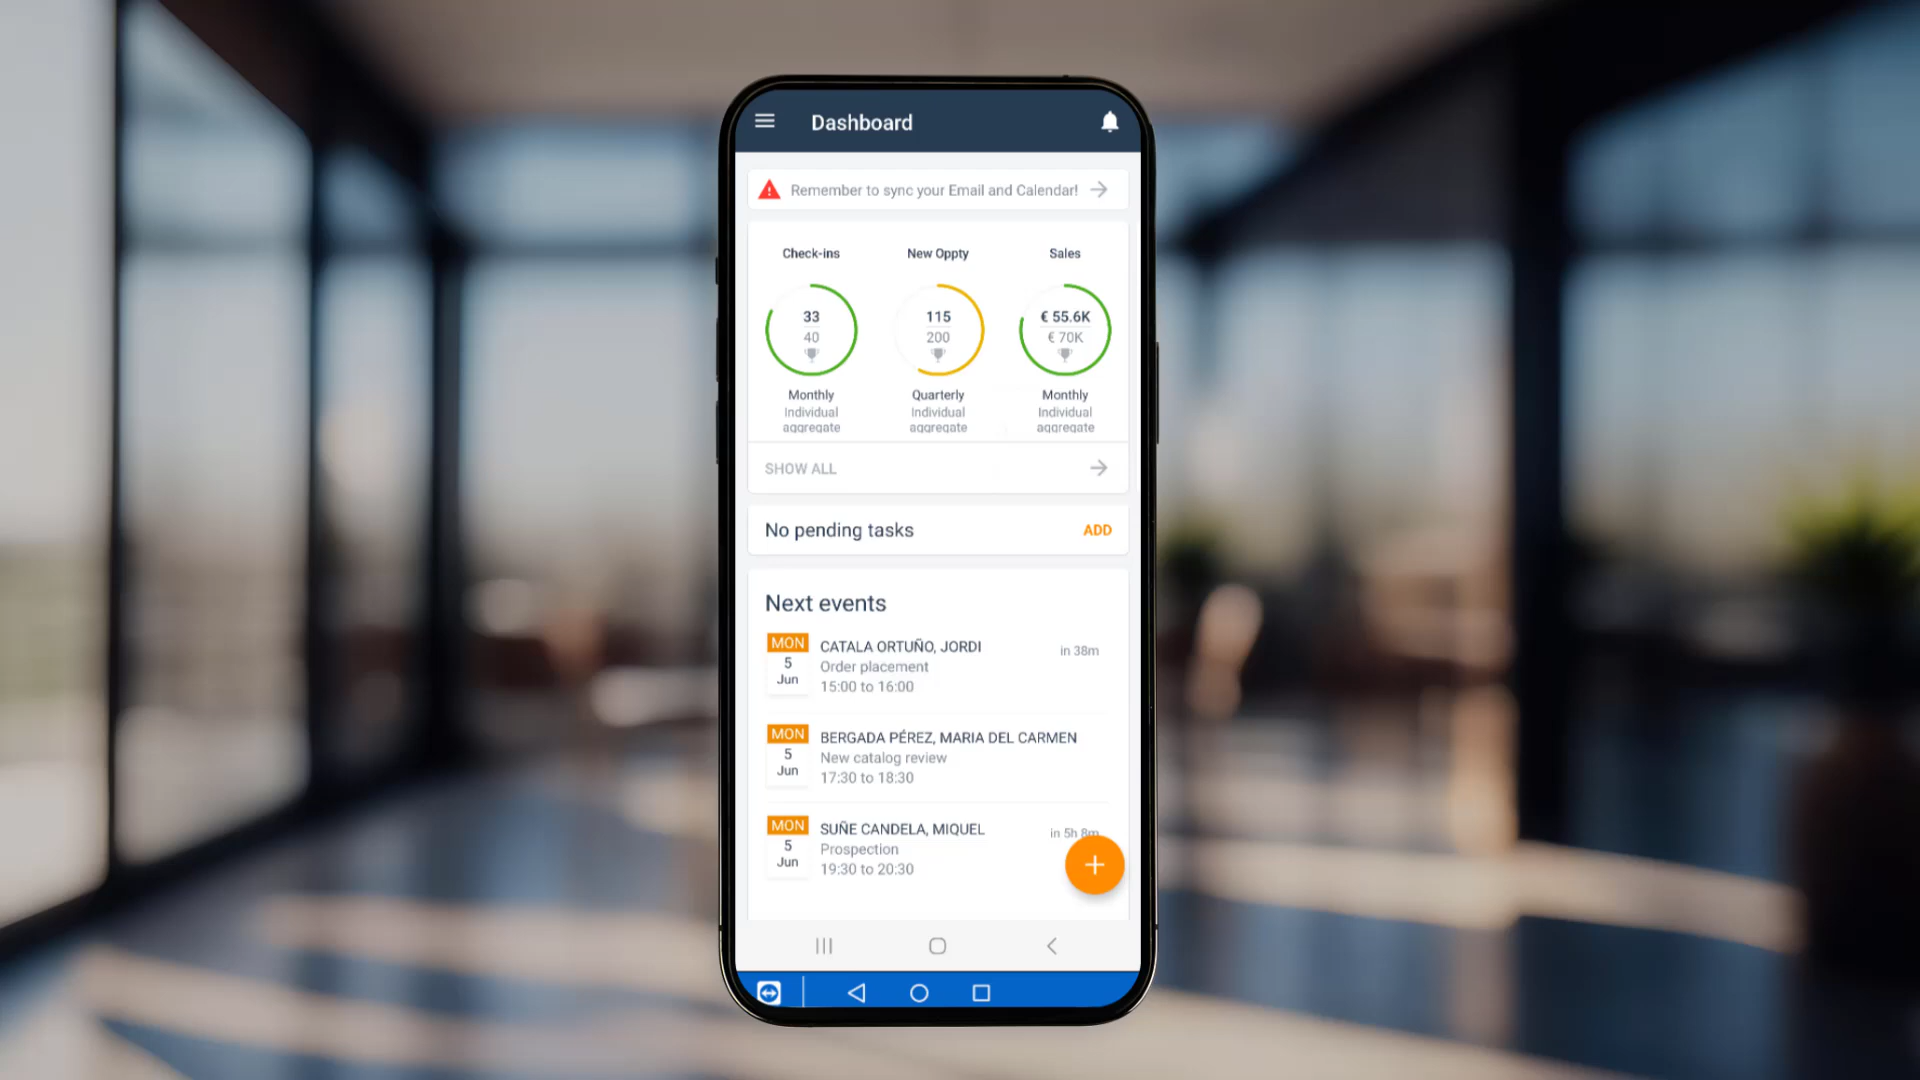 Dashboard
Remember to sync your Email and Calendar!
Check-ins New Oppty Sales
33 115 € 55.6K
40 200 € 70K
Monthly Quarterly Monthly
Individual Individual Individual
aggregate aggregate aggregate
SHOW ALL
No pending tasks ADD
Next events
MON CATALA ORTUÑO, JORDI in 38m
5 Order placement
Jun 15:00 to 16:00
MON BERGADA PÉREZ, MARIA DEL CARMEN
5 New catalog review
Jun 17:30 to 18:30
MON SUÑE CANDELA, MIQUEL in 5h 8m
5 Prospection
Jun 19:30 to 20:30